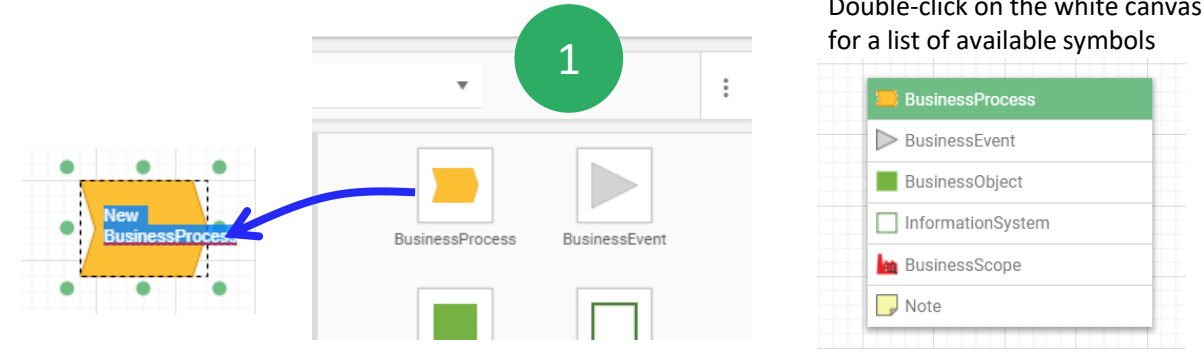 Double-click on the white canvas
for a list of available symbols
1
New
BusinessProcess
BusinessProcess
BusinessEvent
BusinessProcess
BusinessEvent
BusinessObject
InformationSystem
BusinessScope
Note